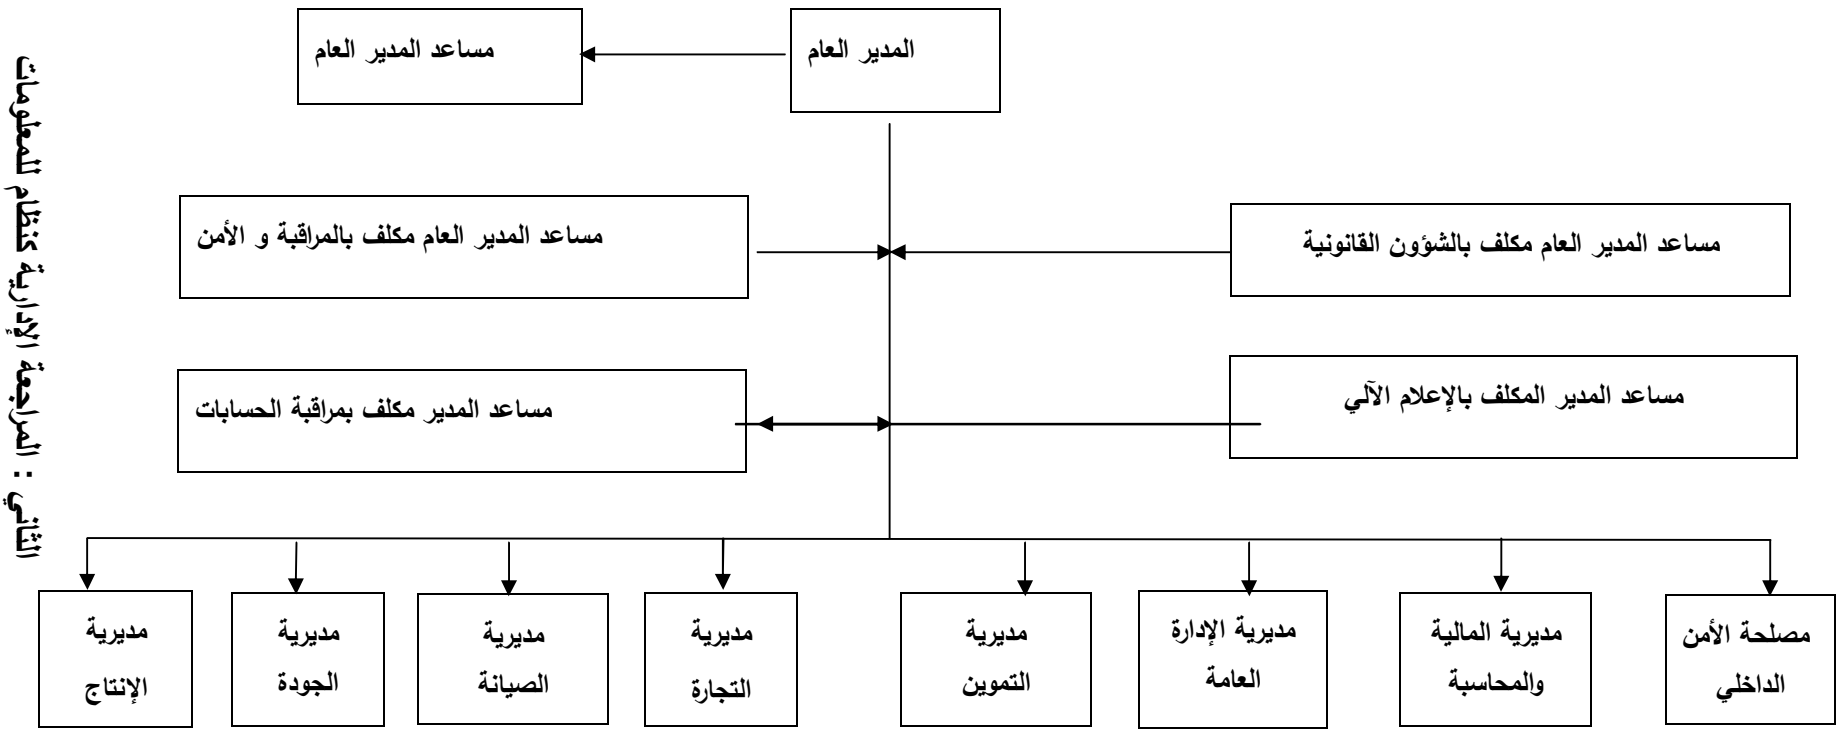 المدير العام
مساعد المدير العام
مساعد المدير العام مكلف بالشؤون القانونية
مساعد المدير العام مكلف بالمراقبة و الأمن
مساعد المدير المكلف بالإعلام الآلي
مساعد المدير مكلف بمراقبة الحسابات
مصلحة الأمن
الداخلي
مديرية المالية
والمحاسبة
مديرية الإدارة
العامة
مديرية
التموين
مديرية
التجارة
مديرية
الصيانة
مديرية
الجودة
مديرية
الإنتاج
الثاني : المراجعة الإدارية كنظام للمعلومات